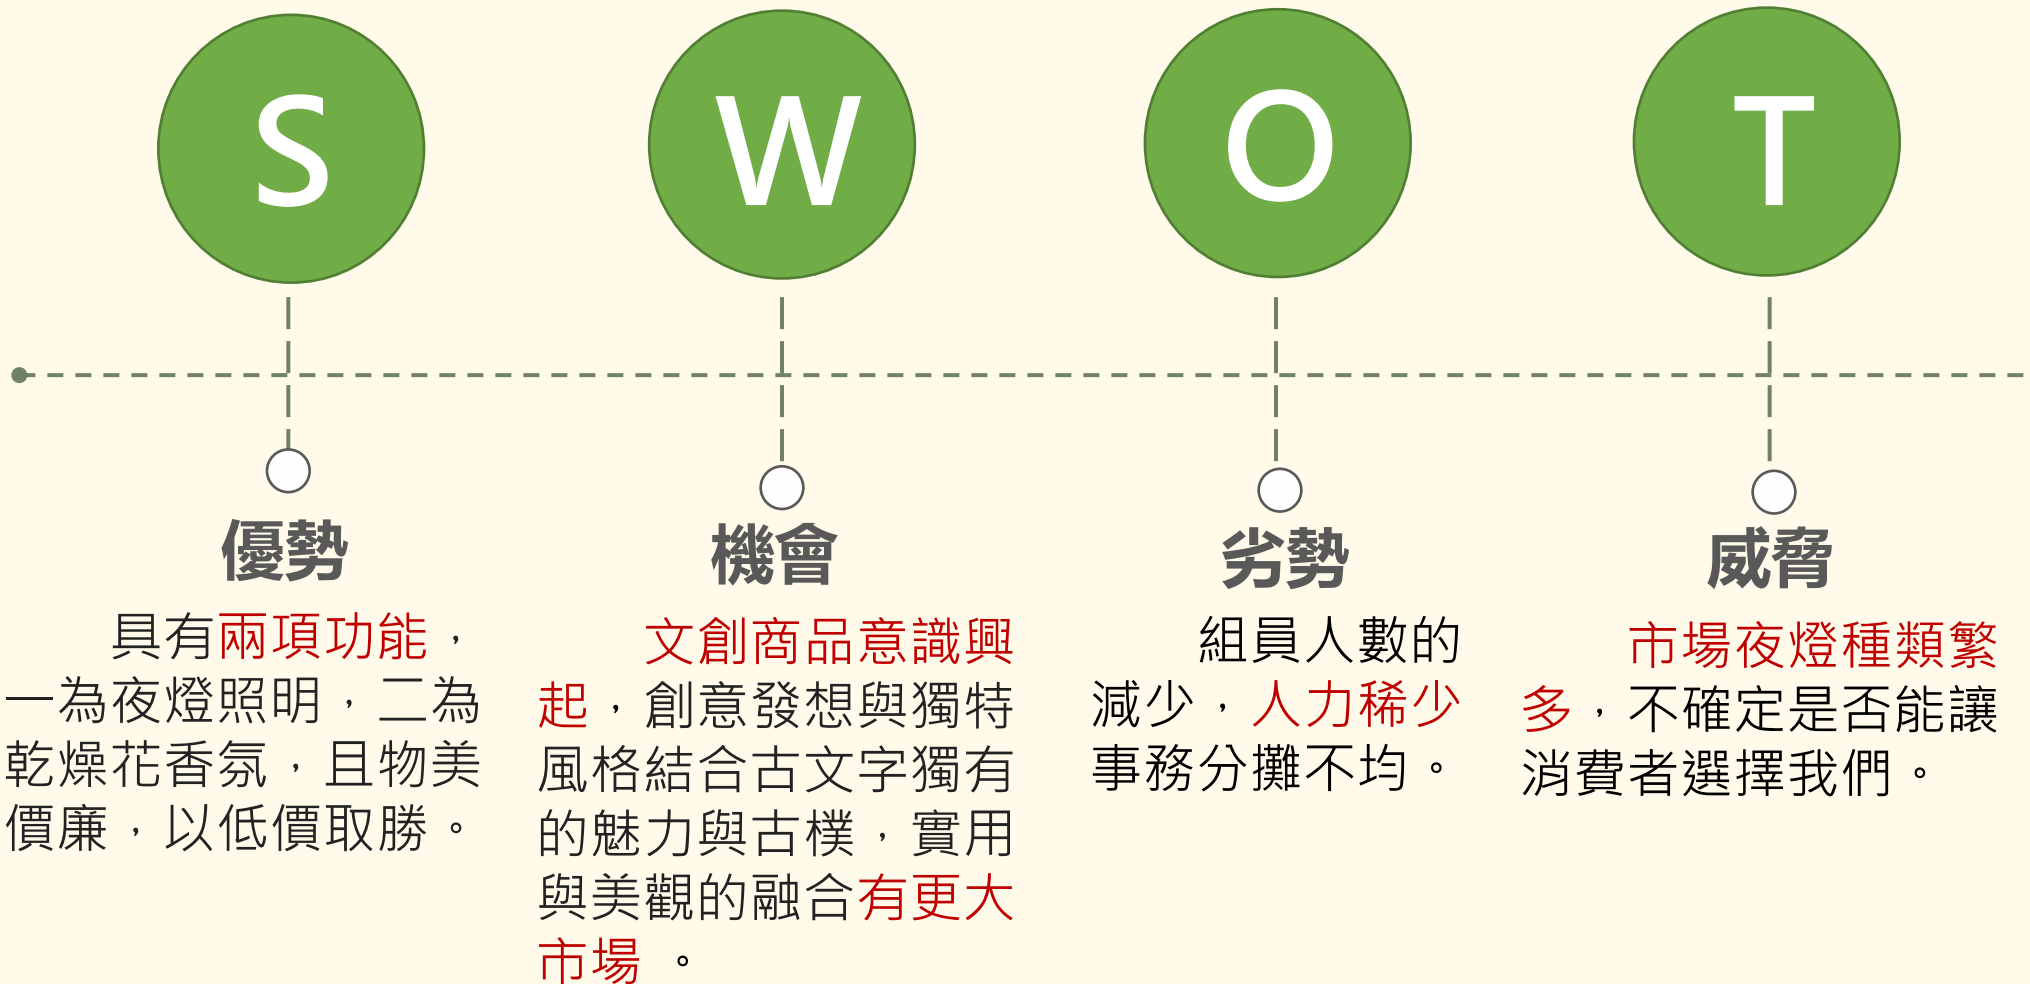 S
W
O
T
優勢
具有兩項功能，
一為夜燈照明，二為
乾燥花香氛，且物美
價廉，以低價取勝。
機會
文創商品意識興
起，創意發想與獨特
風格結合古文字獨有
的魅力與古樸，實用
與美觀的融合有更大
市場 。
劣勢
組員人數的
減少，人力稀少
事務分攤不均。
威脅
市場夜燈種類繁
多，不確定是否能讓
消費者選擇我們。